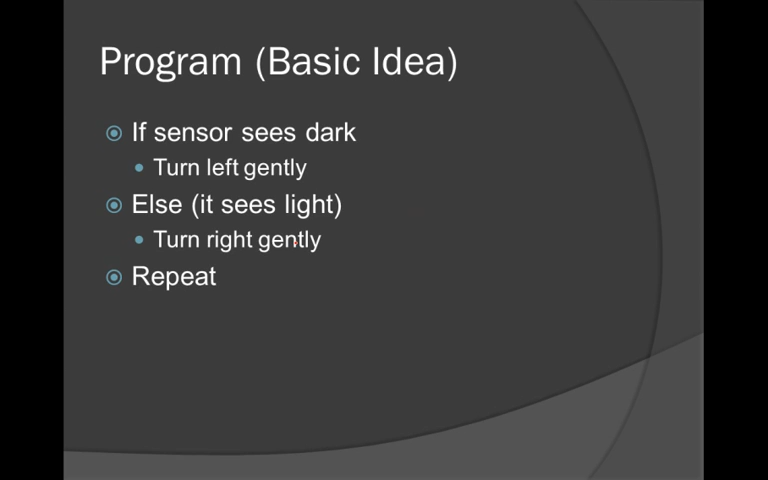 Program (Basic Idea)
If sensor sees dark
Turn left gently
Else (it sees light)
Turn right gently
Repeat